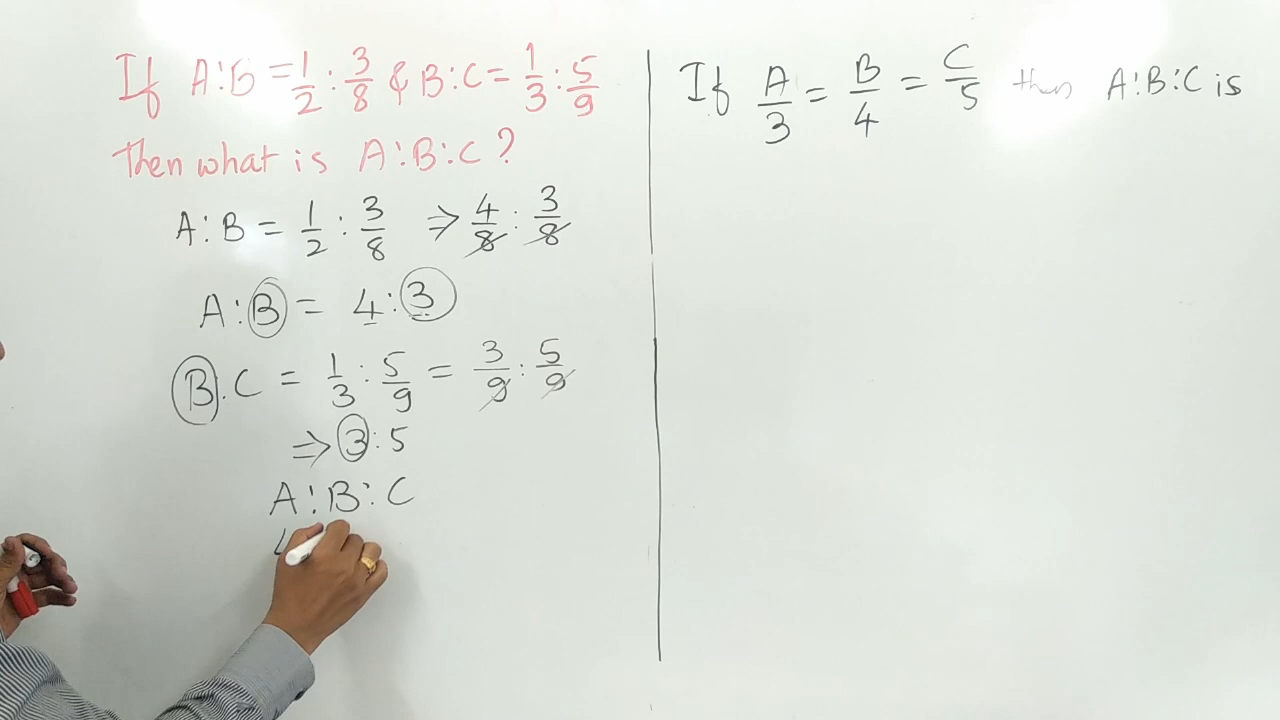 If A:B = 1/2 : 3/8 & B:C = 1/3 : 5/9
Then what is A:B:C ?
A:B = 1/2 : 3/8 ⇒ 4/8 : 3/8
A:B = 4:3
B:C = 1/3 : 5/9 = 3/9 : 5/9
⇒ 3:5
A:B:C
4
If A/3 = B/4 = C/5 then A:B:C is